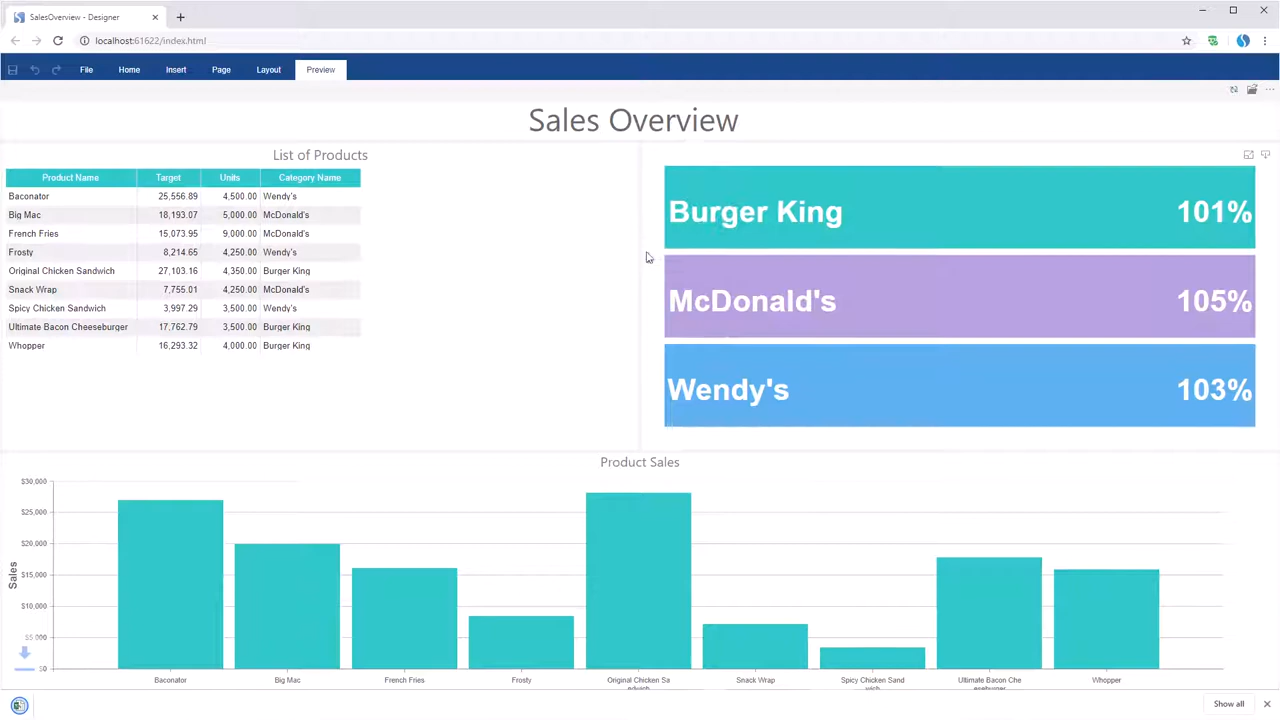 SalesOverview - Designer
localhost:61622/index.html
File Home Insert Page Layout Preview
Sales Overview
List of Products
Product Name Target Units Category Name
Baconator 25,556.89 4,500.00 Wendy's
Big Mac 18,193.07 5,000.00 McDonald's
French Fries 15,073.95 9,000.00 McDonald's
Frosty 8,214.65 4,250.00 Wendy's
Original Chicken Sandwich 27,103.16 4,350.00 Burger King
Snack Wrap 7,755.01 4,250.00 McDonald's
Spicy Chicken Sandwich 3,997.29 3,500.00 Wendy's
Ultimate Bacon Cheeseburger 17,762.79 3,500.00 Burger King
Whopper 16,293.32 4,000.00 Burger King
Burger King 101%
McDonald's 105%
Wendy's 103%
Product Sales
Sales
$30,000
$25,000
$20,000
$15,000
$10,000
$5 000
$0
Baconator Big Mac French Fries Frosty Original Chicken Sa Snack Wrap Spicy Chicken Sand Ultimate Bacon Che Whopper
ndwich wich eseburger
Show all